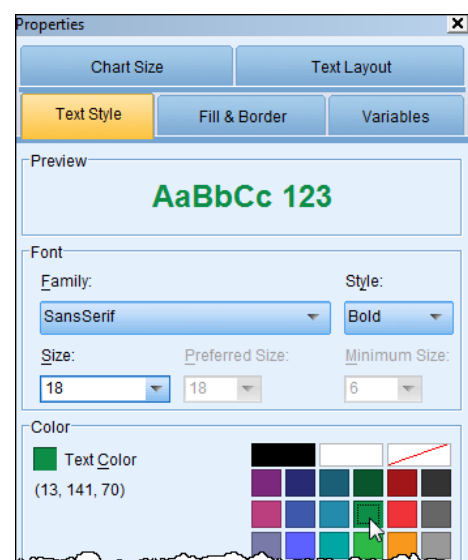 Properties
Chart Size Text Layout
Text Style Fill & Border Variables
Preview
AaBbCc 123
Font
Family: Style:
SansSerif Bold
Size: Preferred Size: Minimum Size:
18 18 6
Color
Text Color
(13, 141, 70)